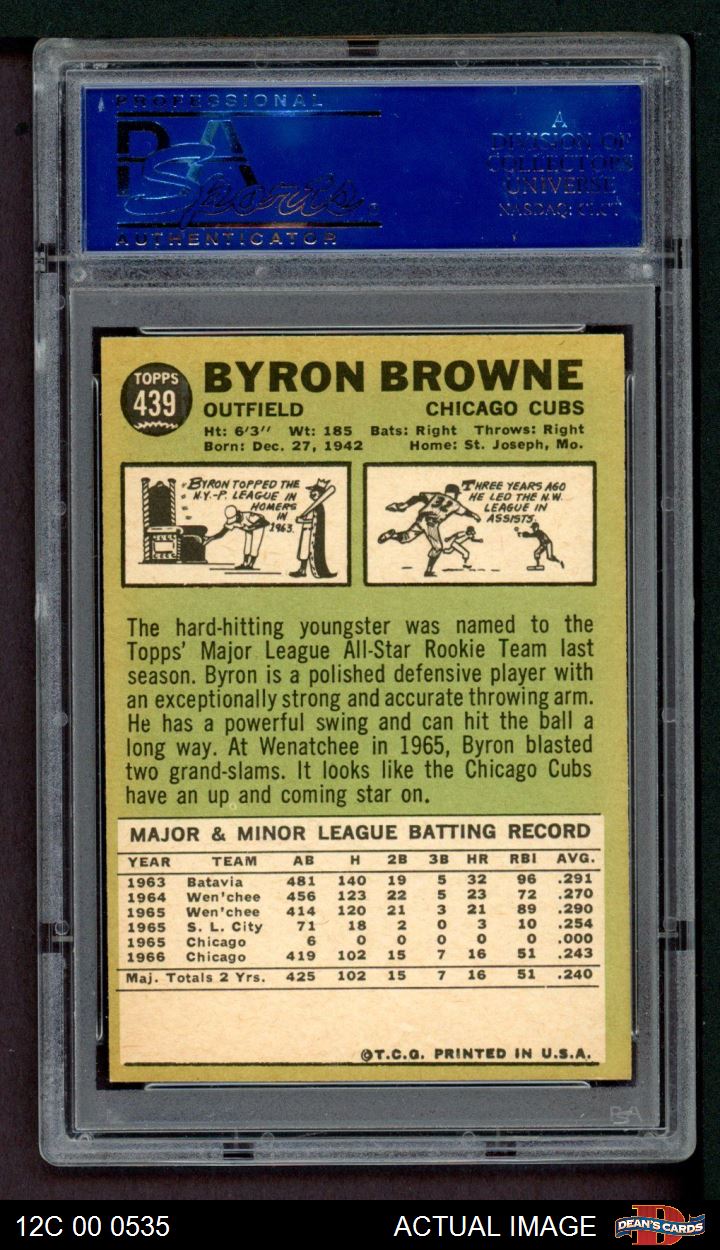 PROFESSIONAL
PSA
Sports
AUTHENTICATOR
A
DIVISION OF
COLLECTORS
UNIVERSE
NASDAQ: CLCT
TOPPS
439
BYRON BROWNE
OUTFIELD CHICAGO CUBS
Ht: 6'3'' Wt: 185 Bats: Right Throws: Right
Born: Dec. 27, 1942 Home: St. Joseph, Mo.
BYRON TOPPED THE
N.Y.-P. LEAGUE IN
HOMERS
IN
1963.
THREE YEARS AGO
HE LED THE N.W.
LEAGUE IN
ASSISTS.
The hard-hitting youngster was named to the
Topps' Major League All-Star Rookie Team last
season. Byron is a polished defensive player with
an exceptionally strong and accurate throwing arm.
He has a powerful swing and can hit the ball a
long way. At Wenatchee in 1965, Byron blasted
two grand-slams. It looks like the Chicago Cubs
have an up and coming star on.
MAJOR & MINOR LEAGUE BATTING RECORD
YEAR TEAM AB H 2B 3B HR RBI AVG.
1963 Batavia 481 140 19 5 32 96 .291
1964 Wen'chee 456 123 22 5 23 72 .270
1965 Wen'chee 414 120 21 3 21 89 .290
1965 S. L. City 71 18 2 0 3 10 .254
1965 Chicago 6 0 0 0 0 0 .000
1966 Chicago 419 102 15 7 16 51 .243
Maj. Totals 2 Yrs. 425 102 15 7 16 51 .240
©T.C.G. PRINTED IN U.S.A.
PSA
12C 00 0535 ACTUAL IMAGE
DEAN'S CARDS